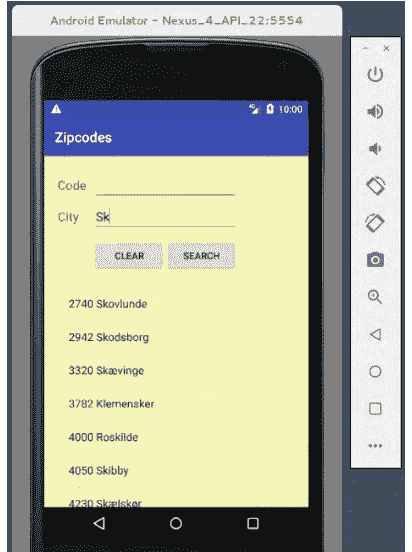 Android Emulator - Nexus_4_API_22:5554
10:00
Zipcodes
Code
City Sk
CLEAR SEARCH
2740 Skovlunde
2942 Skodsborg
3320 Skævinge
3782 Klemensker
4000 Roskilde
4050 Skibby
4230 Skælskør